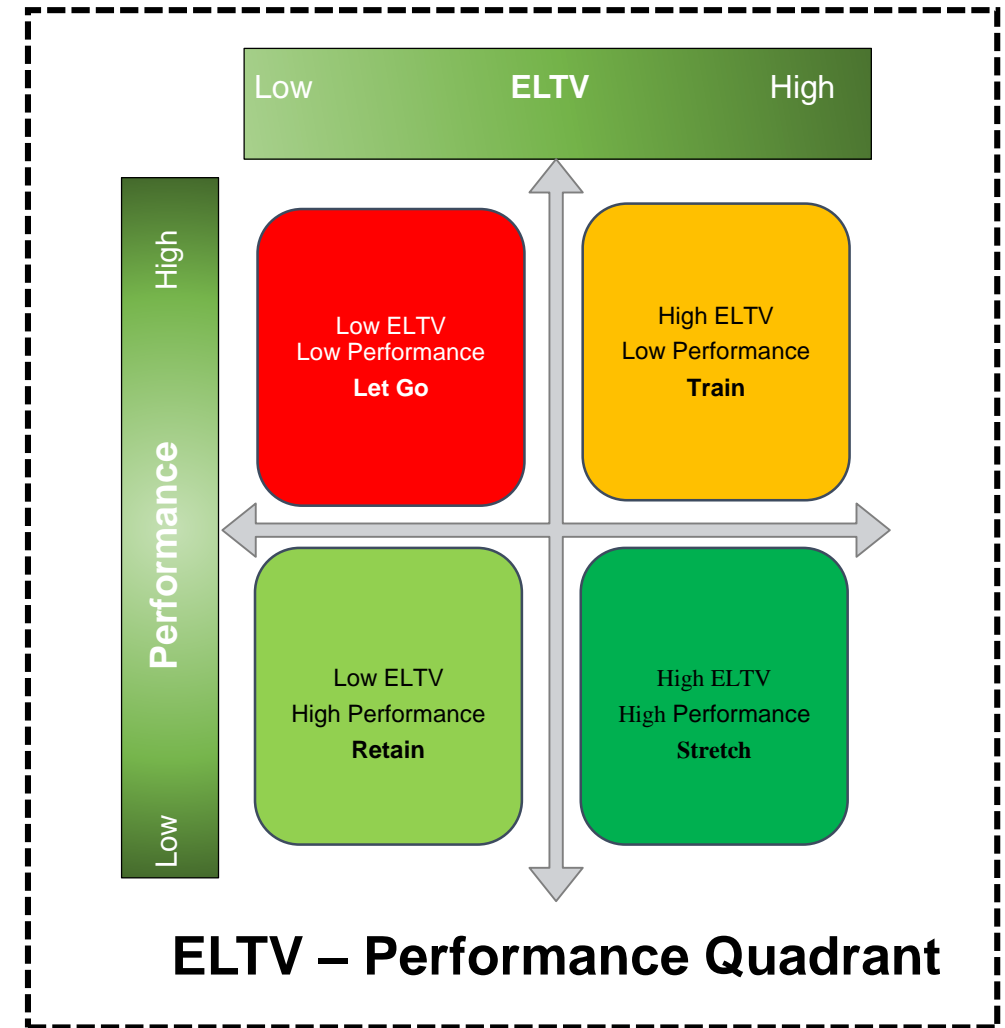 Low ELTV High
High
Performance
Low
Low ELTV
Low Performance
Let Go
High ELTV
Low Performance
Train
Low ELTV
High Performance
Retain
High ELTV
High Performance
Stretch
ELTV – Performance Quadrant